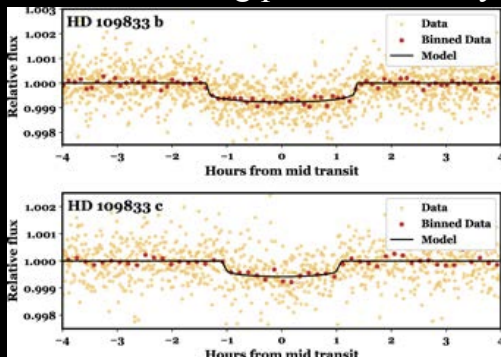 HD 109833 b
Data
Binned Data
Model
Relative flux
1.003
1.002
1.001
1.000
0.999
0.998
-4 -3 -2 -1 0 1 2 3 4
Hours from mid transit
HD 109833 c
Data
Binned Data
Model
Relative flux
1.002
1.001
1.000
0.999
0.998
-4 -3 -2 -1 0 1 2 3 4
Hours from mid transit